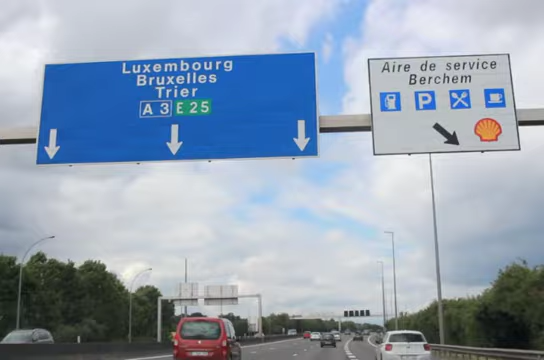 Luxembourg
Bruxelles
Trier
A 3 E 25
Aire de service
Berchem
P